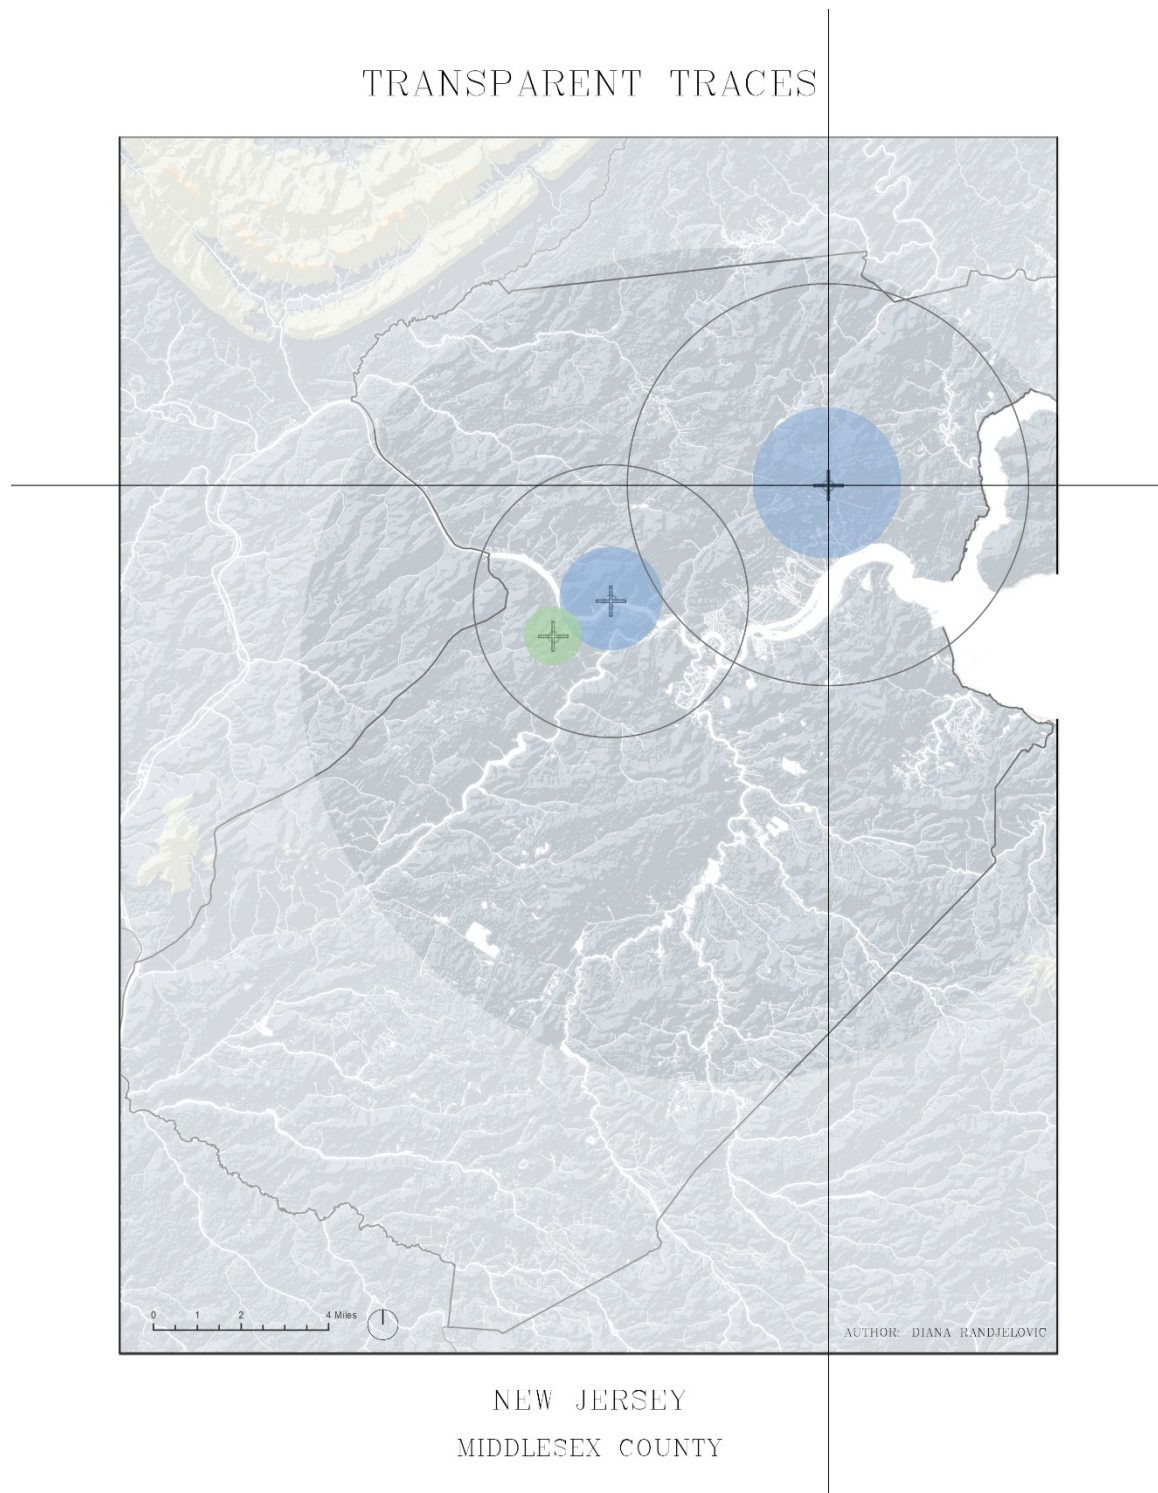 TRANSPARENT TRACES
0 1 2 4 Miles
AUTHOR: DIANA RANDJELOVIC
NEW JERSEY
MIDDLESEX COUNTY